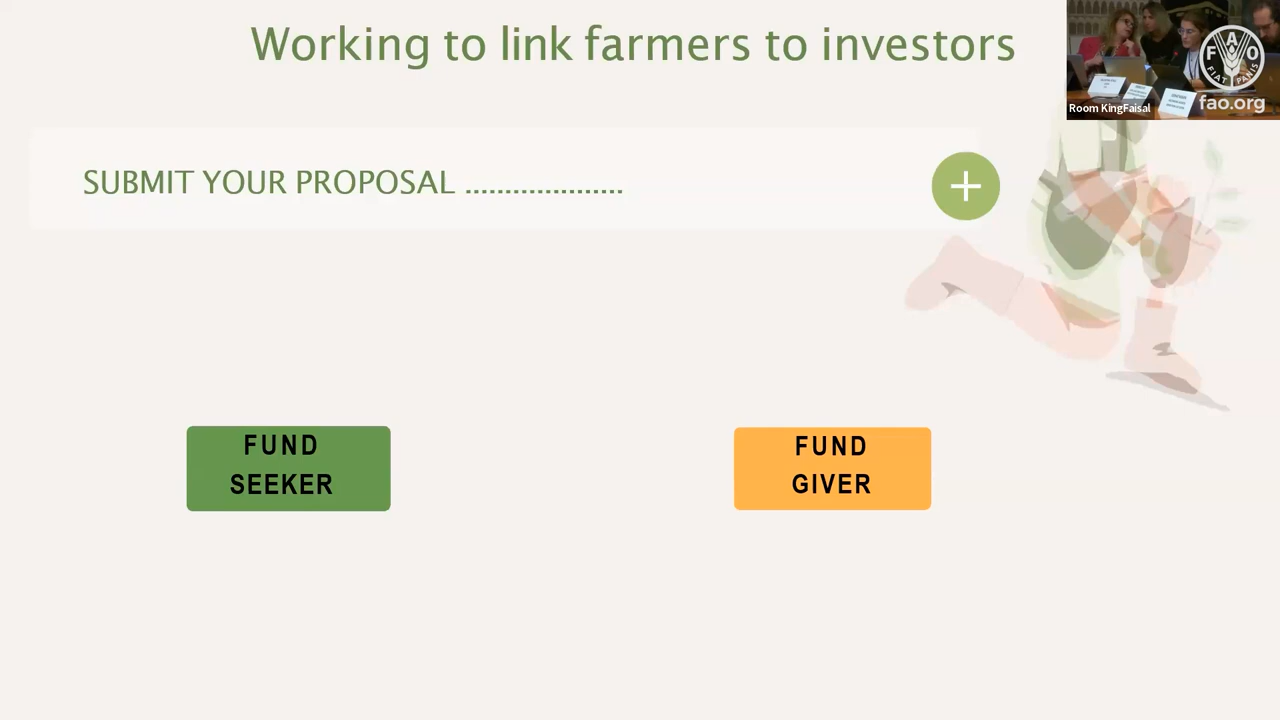 Working to link farmers to investors
SUBMIT YOUR PROPOSAL ....................
+
FUND
SEEKER
FUND
GIVER
Room KingFaisal
F A O
FIAT PANIS
fao.org